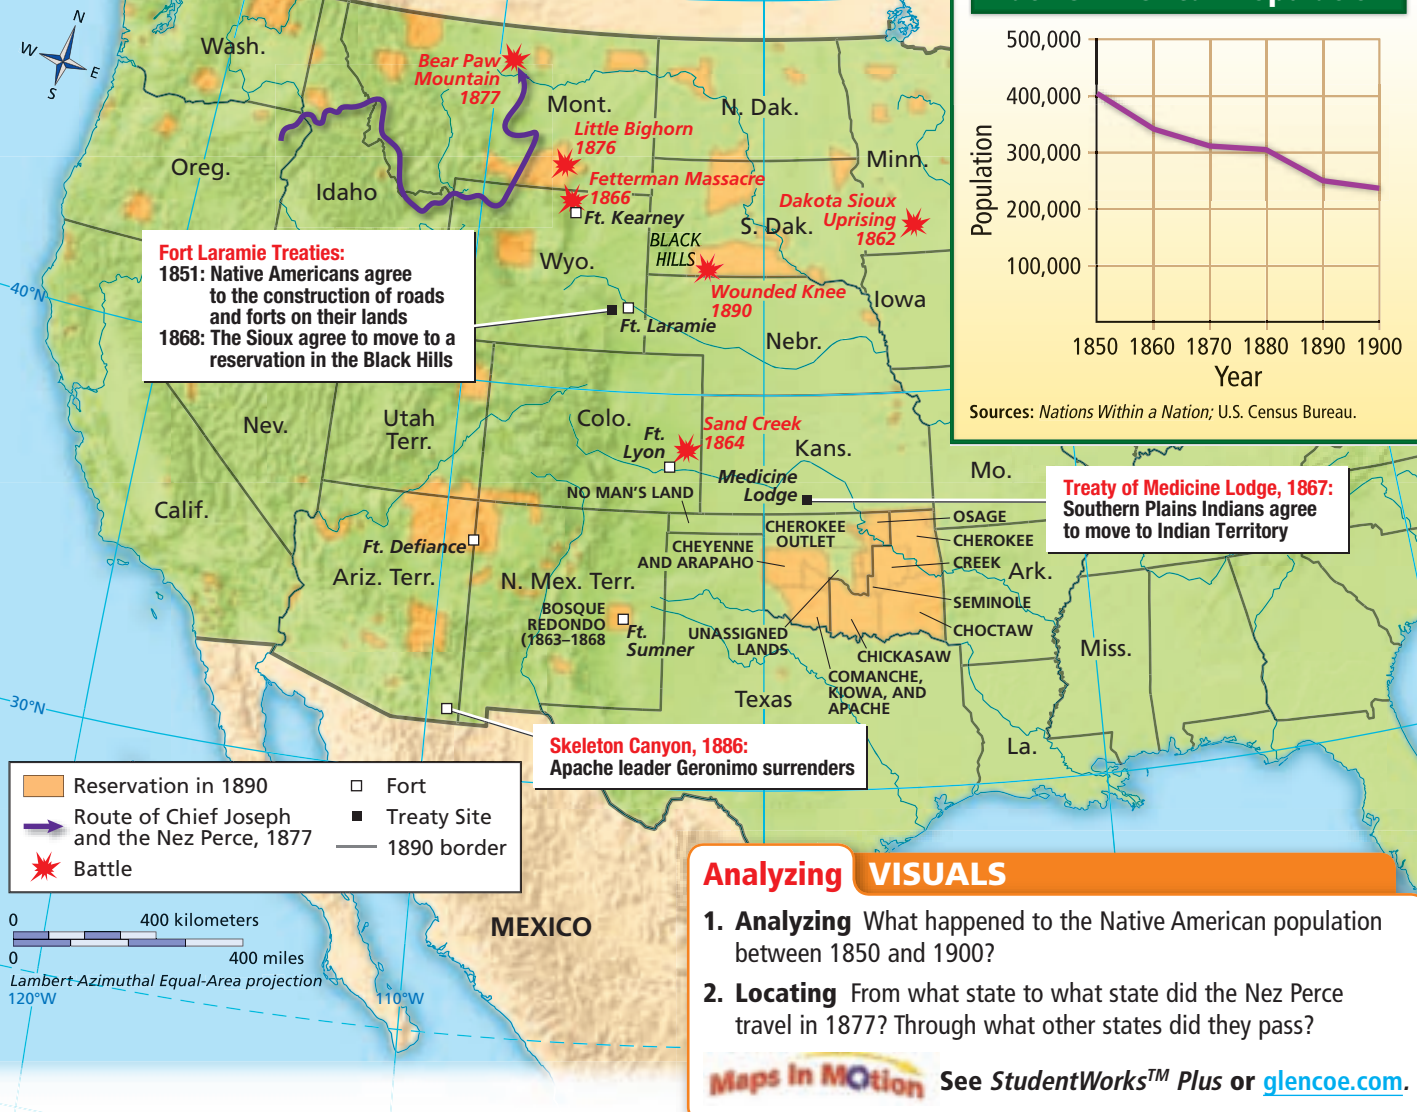 N
W
E
S
Wash.
Oreg.
Idaho
Mont.
N. Dak.
Minn.
S. Dak.
Wyo.
Iowa
Nebr.
Nev.
Utah
Terr.
Colo.
Kans.
Mo.
Calif.
Ariz. Terr.
N. Mex. Terr.
Ark.
Miss.
Texas
La.
MEXICO
Bear Paw
Mountain
1877
Little Bighorn
1876
Fetterman Massacre
1866
Ft. Kearney
BLACK
HILLS
Dakota Sioux
Uprising
1862
Wounded Knee
1890
Ft. Laramie
Fort Laramie Treaties:
1851: Native Americans agree
to the construction of roads
and forts on their lands
1868: The Sioux agree to move to a
reservation in the Black Hills
40°N
Sand Creek
1864
Ft.
Lyon
Medicine
Lodge
NO MAN'S LAND
Treaty of Medicine Lodge, 1867:
Southern Plains Indians agree
to move to Indian Territory
CHEROKEE
OUTLET
OSAGE
CHEROKEE
CREEK
SEMINOLE
CHOCTAW
CHICKASAW
CHEYENNE
AND ARAPAHO
UNASSIGNED
LANDS
COMANCHE,
KIOWA, AND
APACHE
Ft. Defiance
BOSQUE
REDONDO
(1863–1868
Ft.
Sumner
30°N
Skeleton Canyon, 1886:
Apache leader Geronimo surrenders
Reservation in 1890
Route of Chief Joseph
and the Nez Perce, 1877
Battle
Fort
Treaty Site
1890 border
0 400 kilometers
0 400 miles
Lambert Azimuthal Equal-Area projection
120°W
110°W
500,000
400,000
300,000
200,000
100,000
Population
1850 1860 1870 1880 1890 1900
Year
Sources: Nations Within a Nation; U.S. Census Bureau.
Analyzing VISUALS
1. Analyzing What happened to the Native American population
between 1850 and 1900?
2. Locating From what state to what state did the Nez Perce
travel in 1877? Through what other states did they pass?
Maps In MOtion
See StudentWorks™ Plus or glencoe.com.